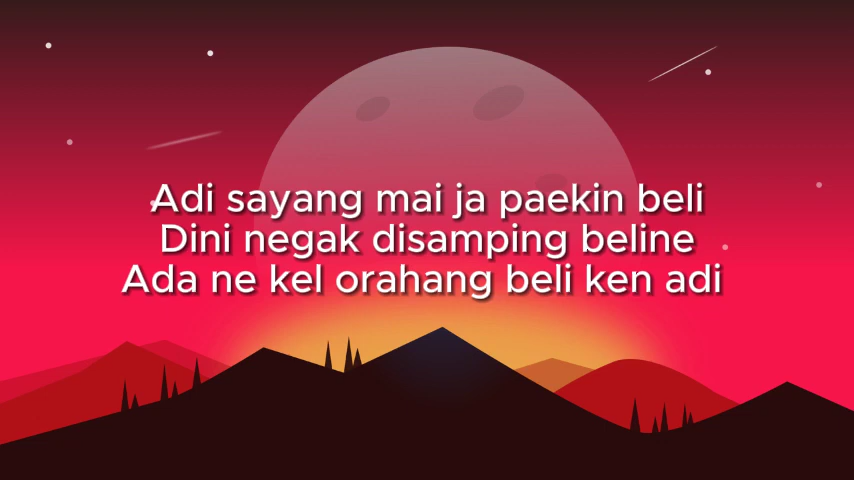 Adi sayang mai ja paekin beli
Dini negak disamping beline
Ada ne kel orahang beli ken adi